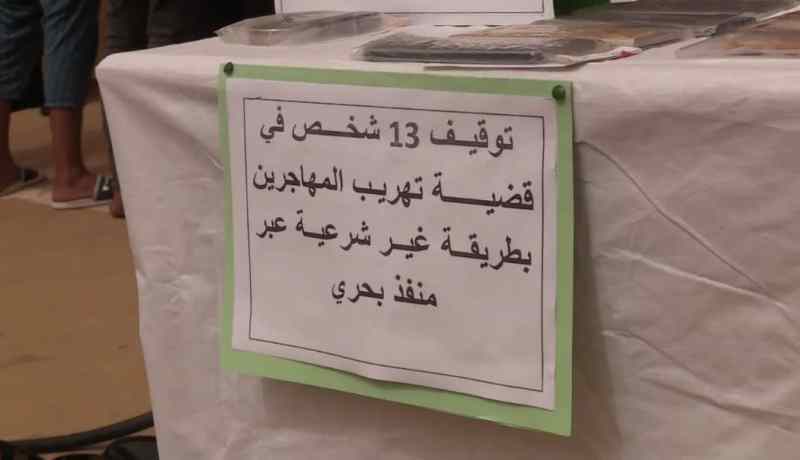 توقيف 13 شخص في
قضية تهريب المهاجرين
بطريقة غير شرعية عبر
منفذ بحري